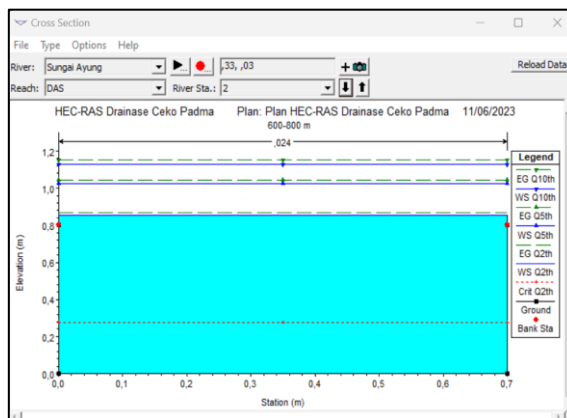 Cross Section
File Type Options Help
River: Sungai Ayung ,33, ,03 Reload Data
Reach: DAS River Sta.: 2
HEC-RAS Drainase Ceko Padma Plan: Plan HEC-RAS Drainase Ceko Padma 11/06/2023
600-800 m
,024
Legend
EG Q10th
WS Q10th
EG Q5th
WS Q5th
EG Q2th
WS Q2th
Crit Q2th
Ground
Bank Sta
Elevation (m)
1,2
1,0
0,8
0,6
0,4
0,2
0,0
0,0 0,1 0,2 0,3 0,4 0,5 0,6 0,7
Station (m)